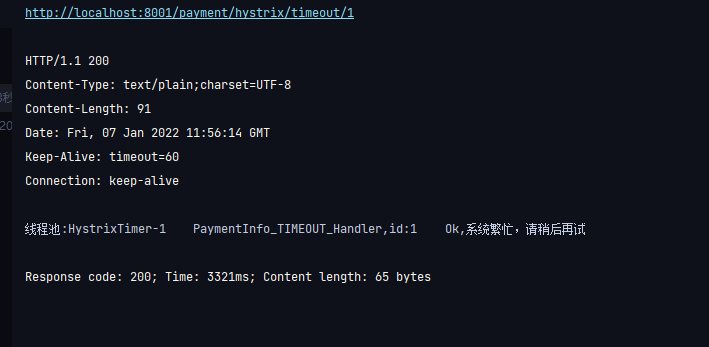 http://localhost:8001/payment/hystrix/timeout/1
HTTP/1.1 200
Content-Type: text/plain;charset=UTF-8
Content-Length: 91
Date: Fri, 07 Jan 2022 11:56:14 GMT
Keep-Alive: timeout=60
Connection: keep-alive
线程池:HystrixTimer-1    PaymentInfo_TIMEOUT_Handler,id:1    Ok,系统繁忙，请稍后再试
Response code: 200; Time: 3321ms; Content length: 65 bytes
秒
20